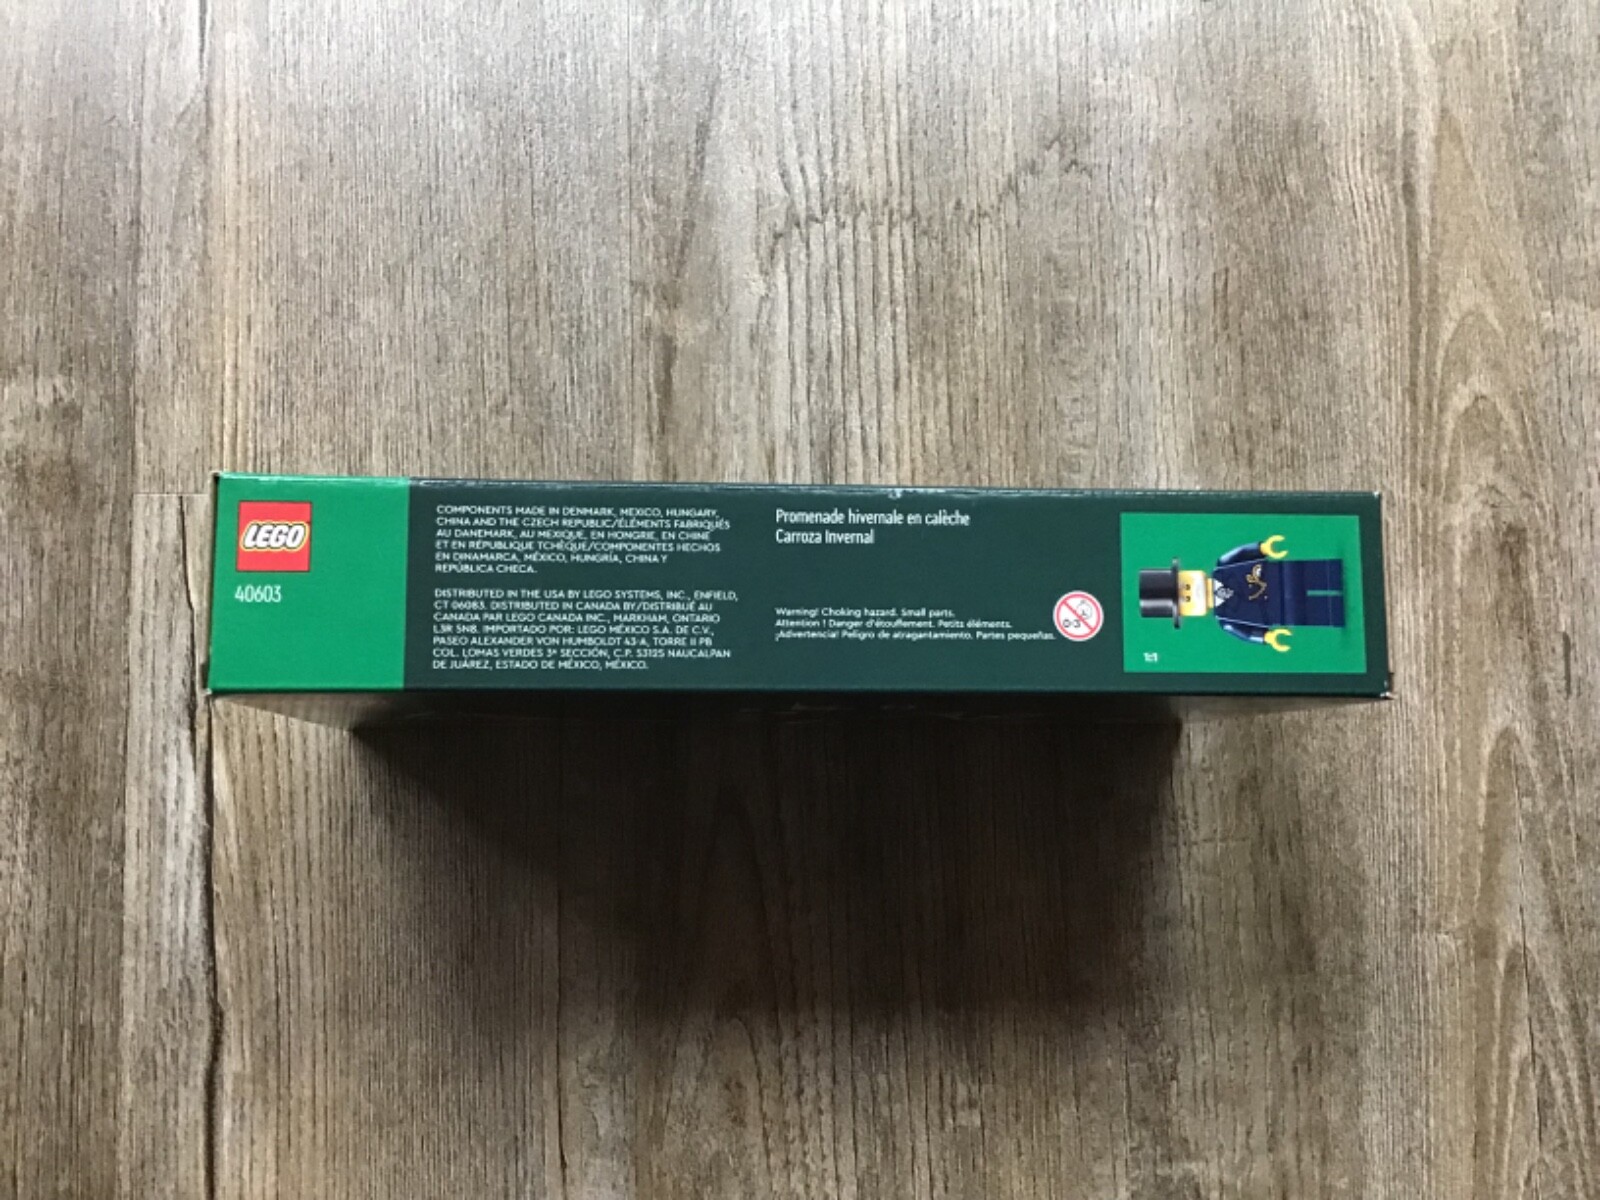 LEGO
40603
COMPONENTS MADE IN DENMARK, MEXICO, HUNGARY,
CHINA AND THE CZECH REPUBLIC/ÉLÉMENTS FABRIQUÉS
AU DANEMARK, AU MEXIQUE, EN HONGRIE, EN CHINE
ET EN RÉPUBLIQUE TCHÈQUE/COMPONENTES HECHOS
EN DINAMARCA, MÉXICO, HUNGRÍA, CHINA Y
REPÚBLICA CHECA.
DISTRIBUTED IN THE USA BY LEGO SYSTEMS, INC., ENFIELD,
CT 06083. DISTRIBUTED IN CANADA BY/DISTRIBUÉ AU
CANADA PAR LEGO CANADA INC., MARKHAM, ONTARIO
L3R 5N8. IMPORTADO POR: LEGO MÉXICO S.A. DE C.V.,
PASEO ALEXANDER VON HUMBOLDT 43 A. TORRE II PB
COL. LOMAS VERDES 3ª SECCIÓN, C.P. 53125 NAUCALPAN
DE JUÁREZ, ESTADO DE MÉXICO, MÉXICO.
Promenade hivernale en calèche
Carroza Invernal
Warning! Choking hazard. Small parts.
Attention ! Danger d'étouffement. Petits éléments.
¡Advertencia! Peligro de atragantamiento. Partes pequeñas.
0-3
1:1